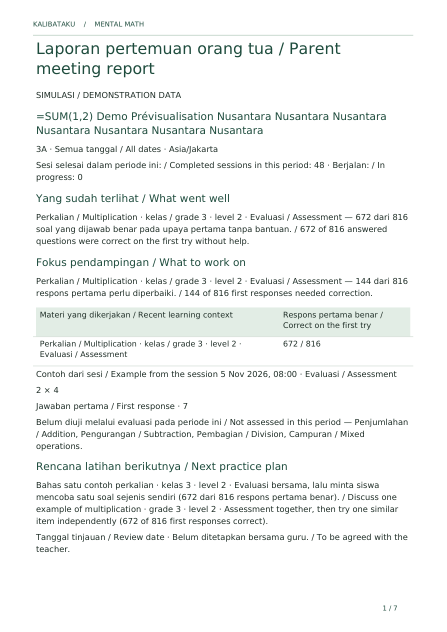 KALIBATAKU / MENTAL MATH
Laporan pertemuan orang tua / Parent
meeting report
SIMULASI / DEMONSTRATION DATA
=SUM(1,2) Demo Prévisualisation Nusantara Nusantara Nusantara
Nusantara Nusantara Nusantara Nusantara
3A · Semua tanggal / All dates · Asia/Jakarta
Sesi selesai dalam periode ini: / Completed sessions in this period: 48 · Berjalan: / In
progress: 0
Yang sudah terlihat / What went well
Perkalian / Multiplication · kelas / grade 3 · level 2 · Evaluasi / Assessment — 672 dari 816
soal yang dijawab benar pada upaya pertama tanpa bantuan. / 672 of 816 answered
questions were correct on the first try without help.
Fokus pendampingan / What to work on
Perkalian / Multiplication · kelas / grade 3 · level 2 · Evaluasi / Assessment — 144 dari 816
respons pertama perlu diperbaiki. / 144 of 816 first responses needed correction.
Materi yang dikerjakan / Recent learning context
Respons pertama benar /
Correct on the first try
Perkalian / Multiplication · kelas / grade 3 · level 2 ·
Evaluasi / Assessment
672 / 816
Contoh dari sesi / Example from the session 5 Nov 2026, 08:00 · Evaluasi / Assessment
2 × 4
Jawaban pertama / First response · 7
Belum diuji melalui evaluasi pada periode ini / Not assessed in this period — Penjumlahan
/ Addition, Pengurangan / Subtraction, Pembagian / Division, Campuran / Mixed
operations.
Rencana latihan berikutnya / Next practice plan
Bahas satu contoh perkalian · kelas 3 · level 2 · Evaluasi bersama, lalu minta siswa
mencoba satu soal sejenis sendiri (672 dari 816 respons pertama benar). / Discuss one
example of multiplication · grade 3 · level 2 · Assessment together, then try one similar
item independently (672 of 816 first responses correct).
Tanggal tinjauan / Review date · Belum ditetapkan bersama guru. / To be agreed with the
teacher.
1 / 7